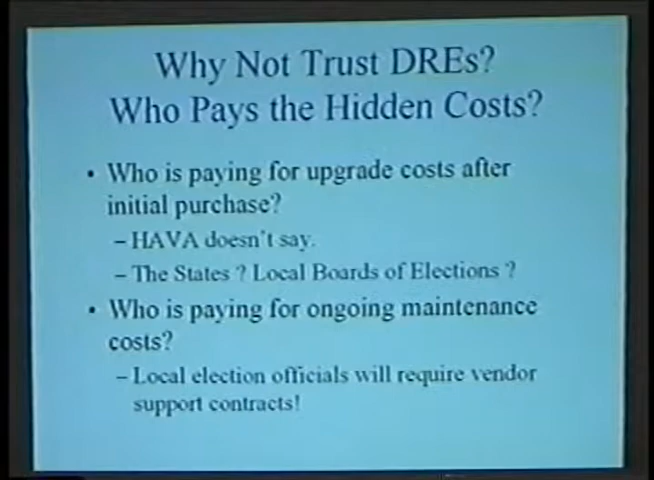 Why Not Trust DREs?
Who Pays the Hidden Costs?
• Who is paying for upgrade costs after
initial purchase?
– HAVA doesn't say.
– The States ? Local Boards of Elections ?
• Who is paying for ongoing maintenance
costs?
– Local election officials will require vendor
support contracts!